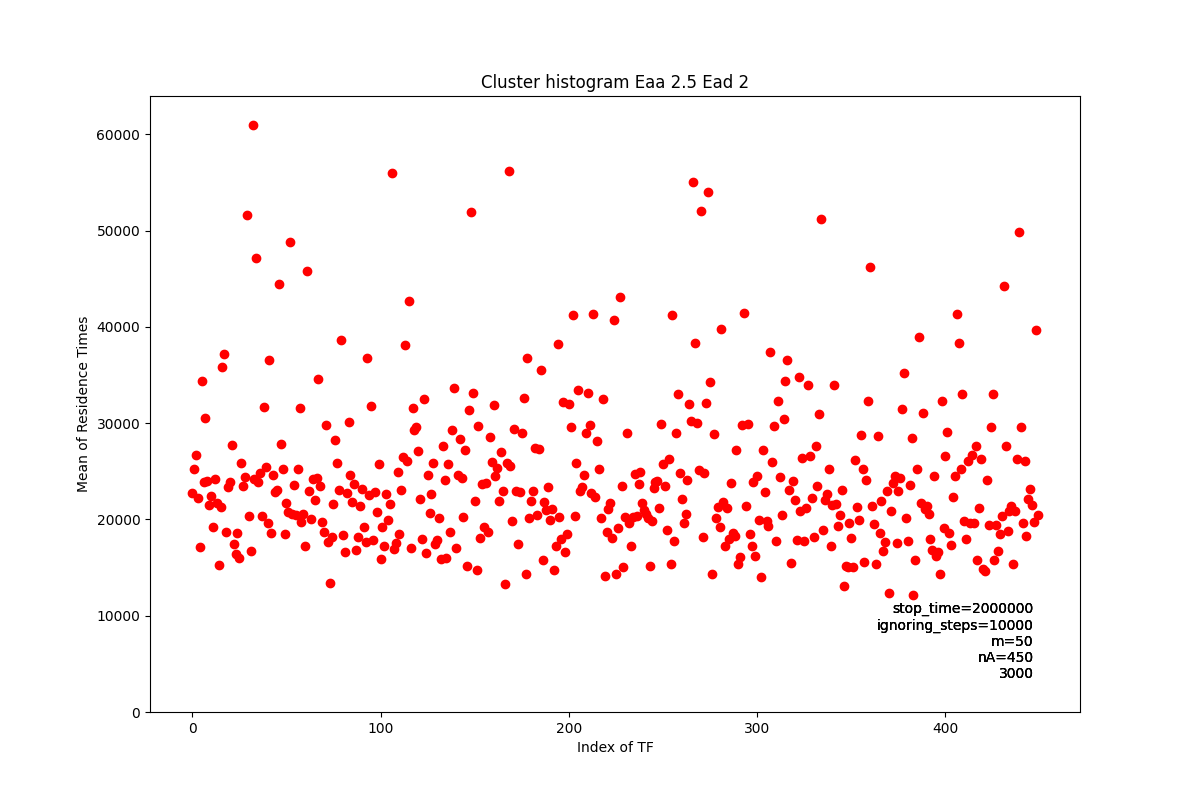 Cluster histogram Eaa 2.5 Ead 2
60000
50000
40000
30000
20000
10000
0
Mean of Residence Times
stop_time=2000000
ignoring_steps=10000
m=50
nA=450
3000
0 100 200 300 400
Index of TF